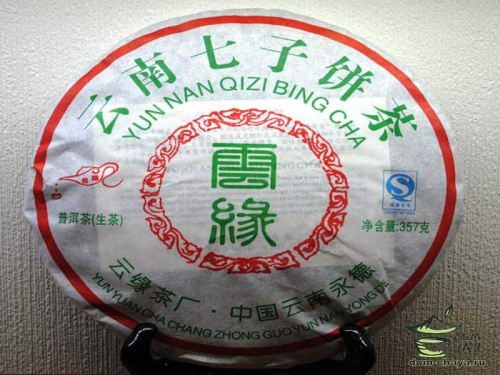 云南七子饼茶
YUN NAN QIZI BING CHA
雲緣
普洱茶(生茶)
净含量:357克
云缘茶厂·中国云南永德
YUN YUAN CHA CHANG ZHONG GUO YUN NAN YONG DE
dom-chaya.ru